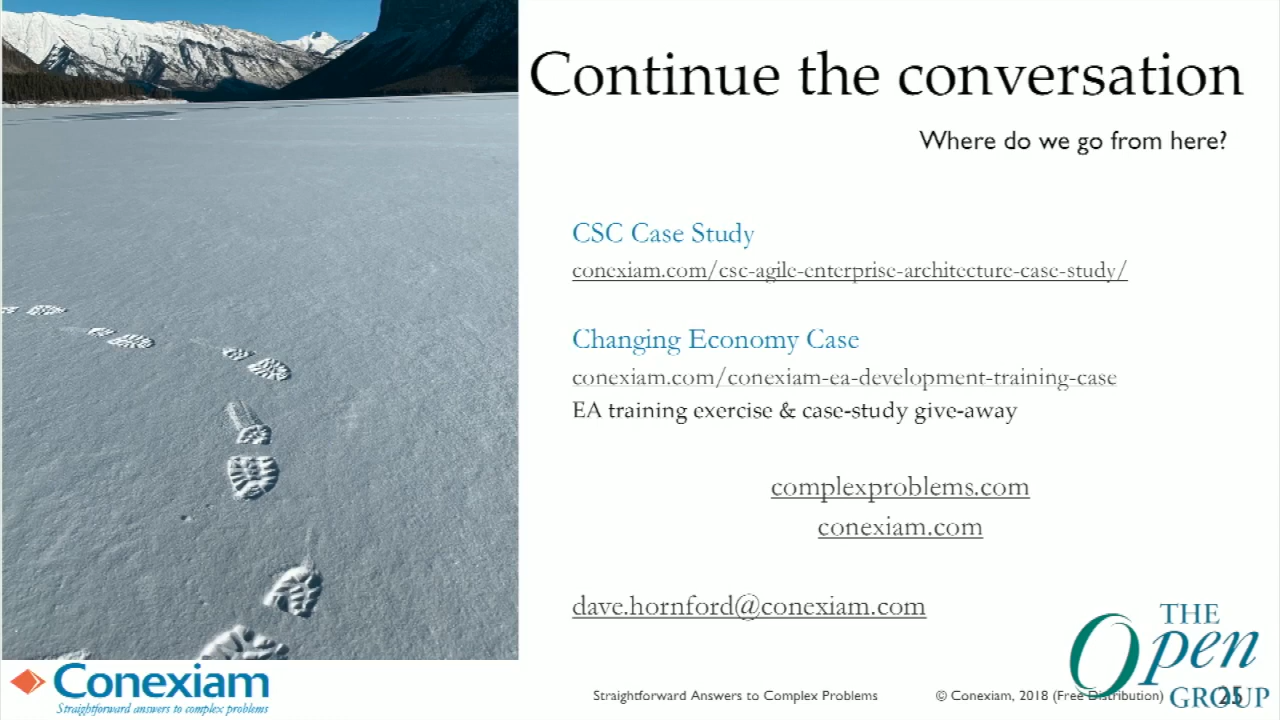 Continue the conversation
Where do we go from here?
CSC Case Study
conexiam.com/csc-agile-enterprise-architecture-case-study/
Changing Economy Case
conexiam.com/conexiam-ea-development-training-case
EA training exercise & case-study give-away
complexproblems.com
conexiam.com
dave.hornford@conexiam.com
THE
Open
GROUP
Conexiam
Straightforward answers to complex problems
Straightforward Answers to Complex Problems
© Conexiam, 2018 (Free Distribution)
25